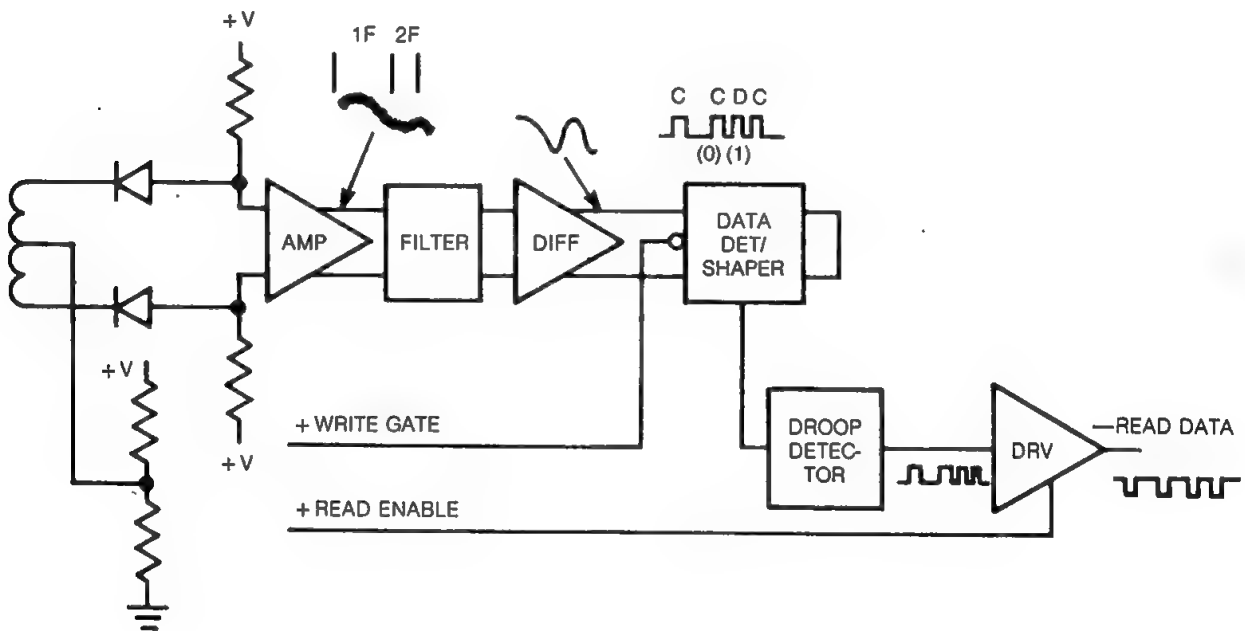 +V
1F 2F
C C D C
(0) (1)
AMP
FILTER
DIFF
DATA
DET/
SHAPER
+V
+V
+ WRITE GATE
+ READ ENABLE
DROOP
DETEC-
TOR
DRV
—READ DATA